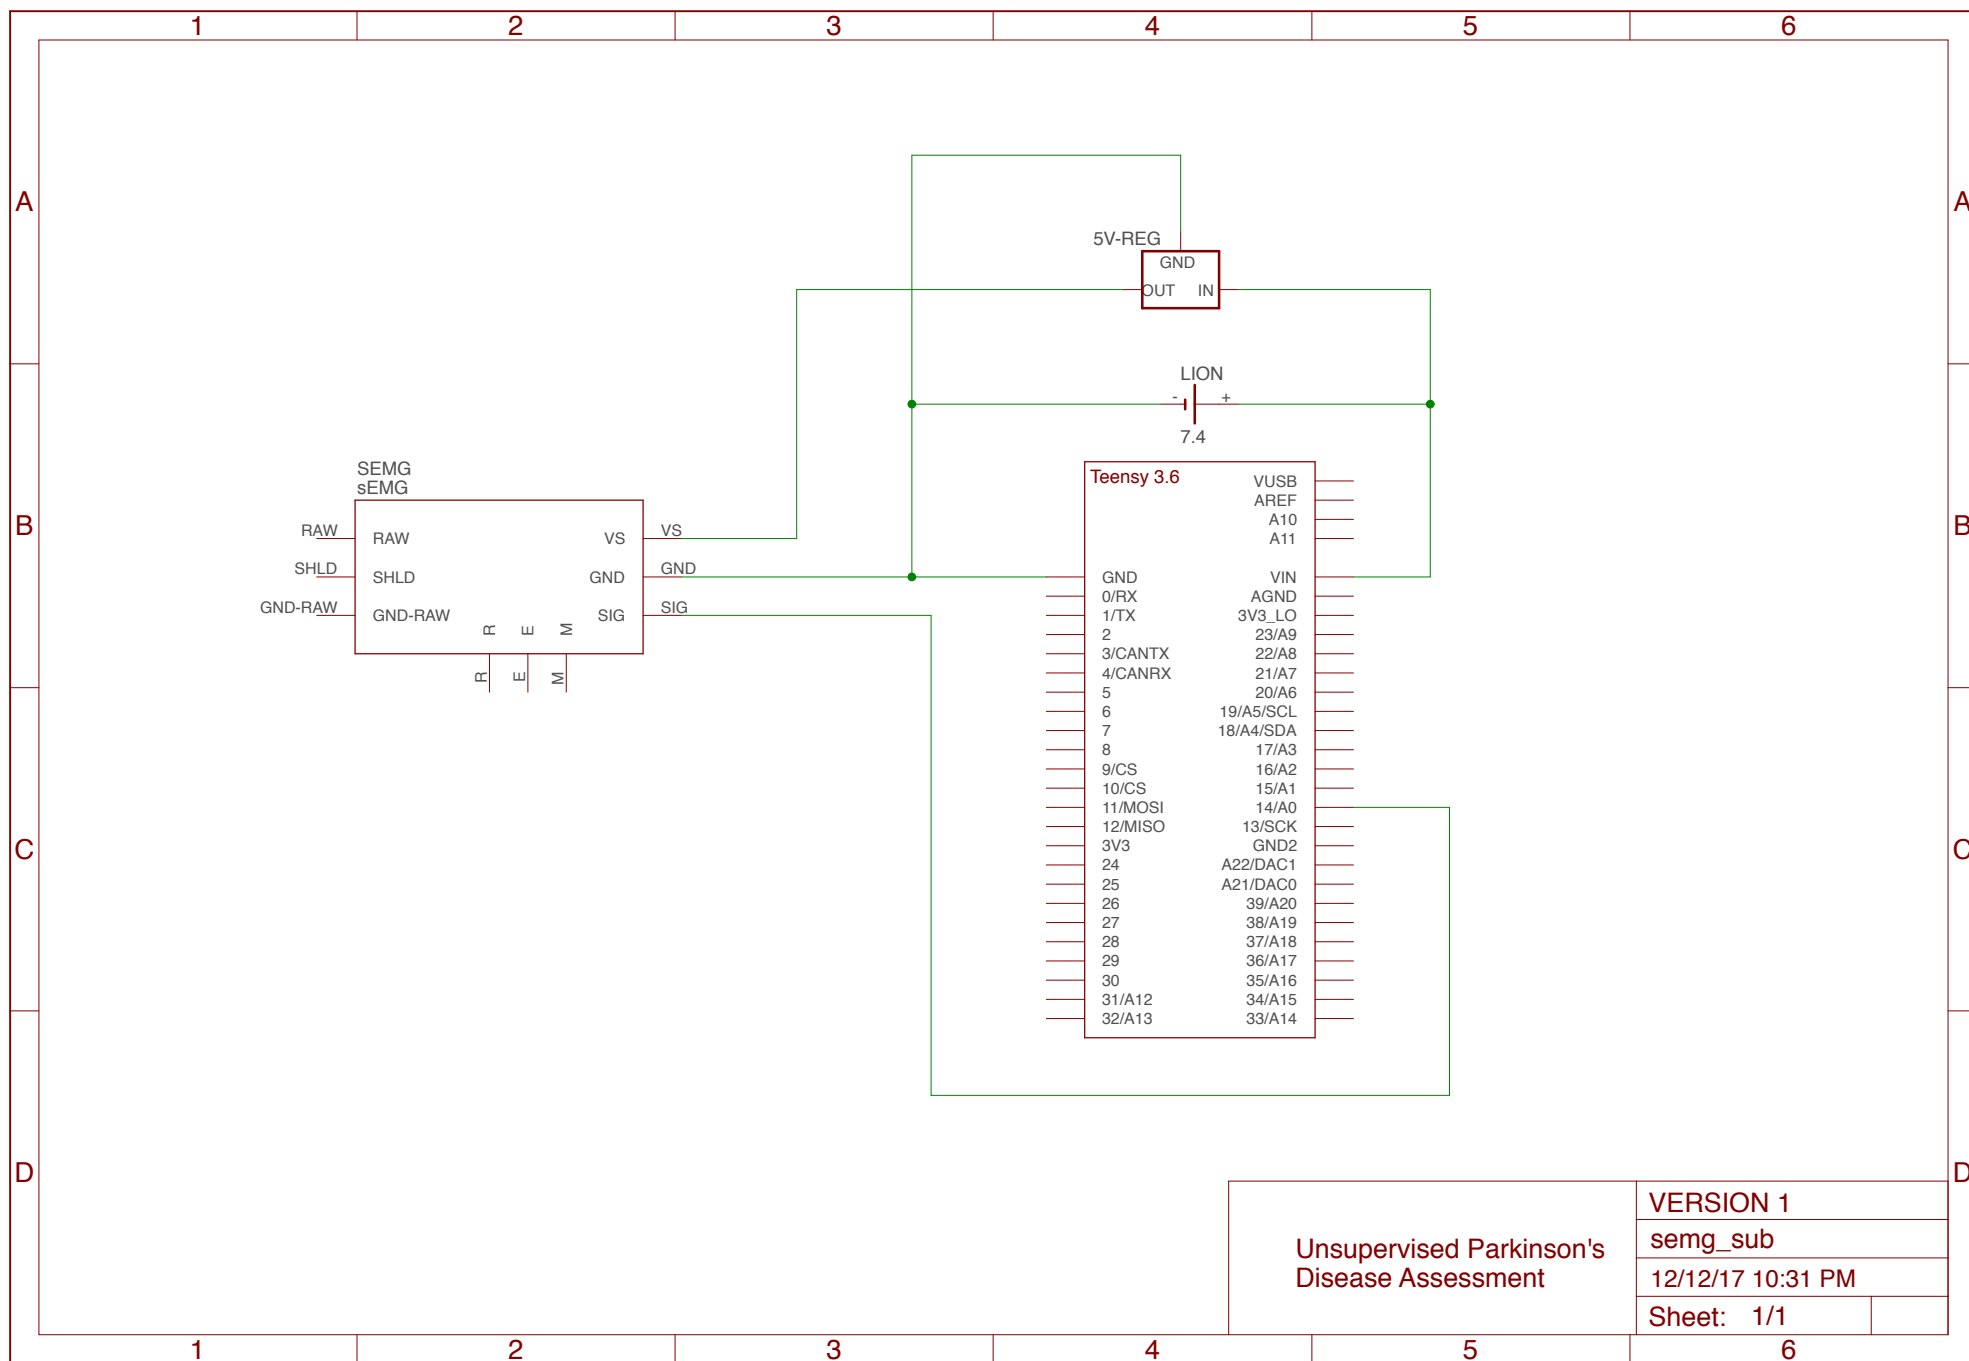 1 2 3 4 5 6
A A
5V-REG
GND
OUT IN
LION
- +
7.4
SEMG
sEMG
B B
RAW RAW VS VS
SHLD SHLD GND GND
GND-RAW GND-RAW SIG SIG
R E M
R E M
Teensy 3.6
VUSB
AREF
A10
A11
GND VIN
0/RX AGND
1/TX 3V3_LO
2 23/A9
3/CANTX 22/A8
4/CANRX 21/A7
5 20/A6
6 19/A5/SCL
7 18/A4/SDA
8 17/A3
9/CS 16/A2
10/CS 15/A1
11/MOSI 14/A0
12/MISO 13/SCK
3V3 GND2
24 A22/DAC1
25 A21/DAC0
26 39/A20
27 38/A19
28 37/A18
29 36/A17
30 35/A16
31/A12 34/A15
32/A13 33/A14
C C
D D
Unsupervised Parkinson's
Disease Assessment
VERSION 1
semg_sub
12/12/17 10:31 PM
Sheet: 1/1
1 2 3 4 5 6